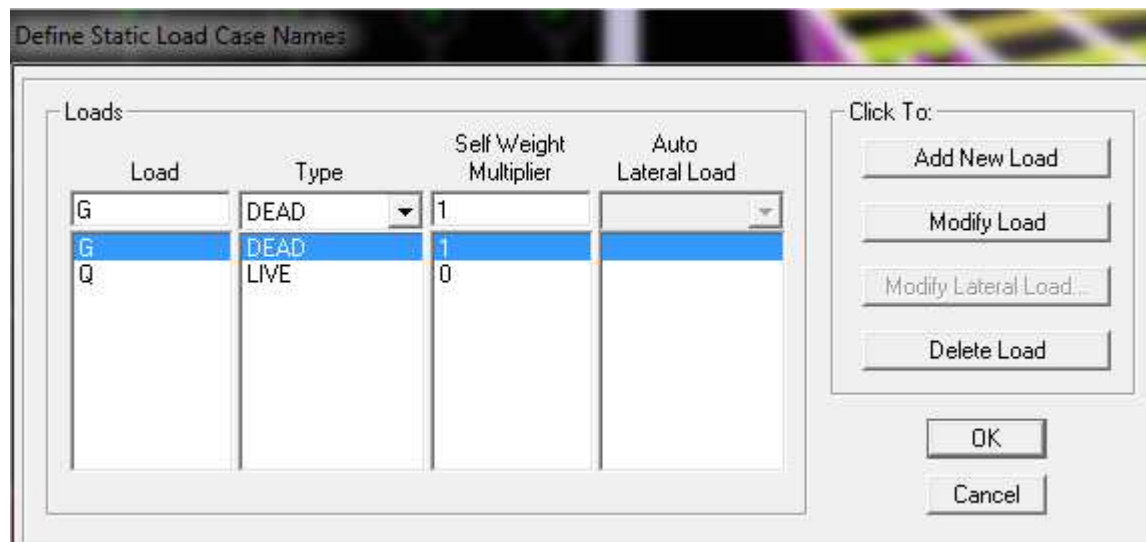 Define Static Load Case Names
Loads
Click To:
Load Type Self Weight Multiplier Auto Lateral Load
G DEAD 1
G DEAD 1
Q LIVE 0
Add New Load
Modify Load
Modify Lateral Load...
Delete Load
OK
Cancel